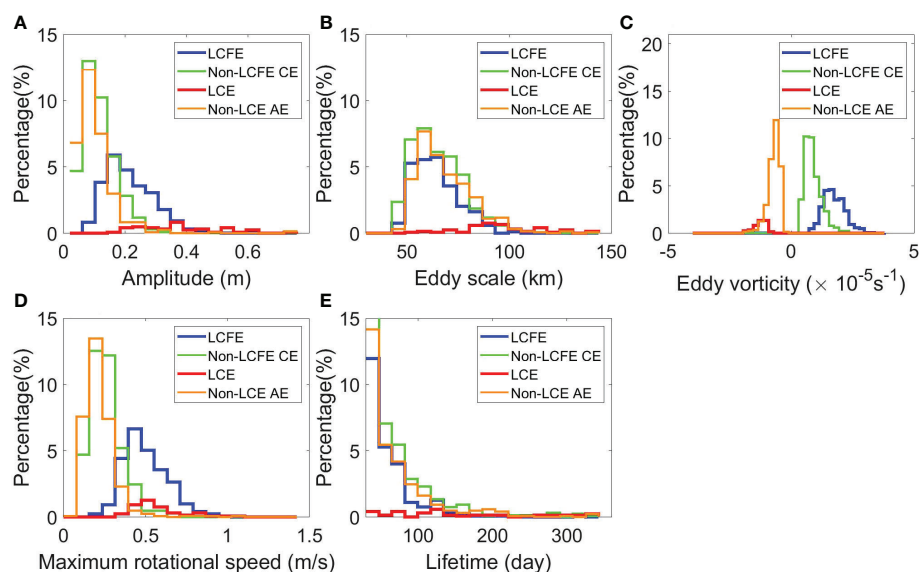 A
15
10
5
0
0
0.2
0.4
0.6
Percentage(%)
Amplitude (m)
LCFE
Non-LCFE CE
LCE
Non-LCE AE
B
15
10
5
0
50
100
150
Percentage(%)
Eddy scale (km)
LCFE
Non-LCFE CE
LCE
Non-LCE AE
C
20
15
10
5
0
-5
0
5
Percentage(%)
Eddy vorticity (× 10⁻⁵s⁻¹)
LCFE
Non-LCFE CE
LCE
Non-LCE AE
D
15
10
5
0
0
0.5
1
1.5
Percentage(%)
Maximum rotational speed (m/s)
LCFE
Non-LCFE CE
LCE
Non-LCE AE
E
15
10
5
0
100
200
300
Percentage(%)
Lifetime (day)
LCFE
Non-LCFE CE
LCE
Non-LCE AE